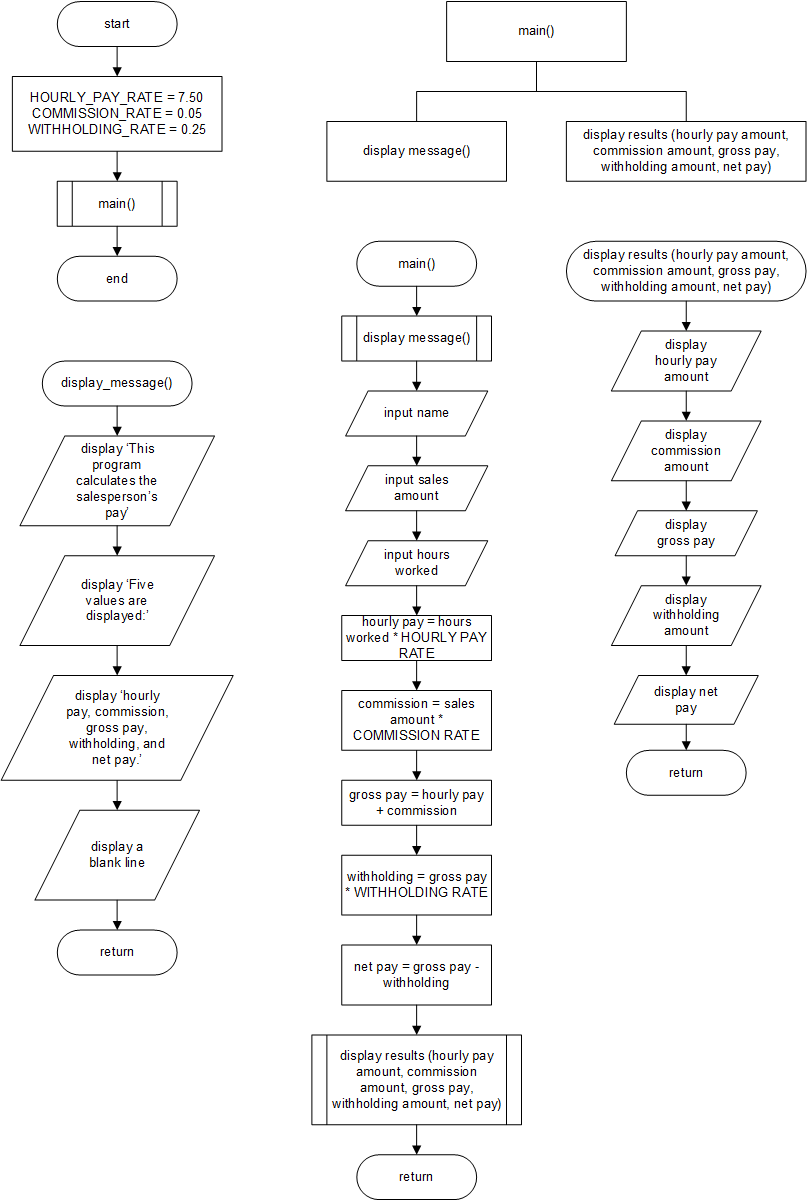 start
HOURLY_PAY_RATE = 7.50
COMMISSION_RATE = 0.05
WITHHOLDING_RATE = 0.25
main()
end
main()
display message()
display results (hourly pay amount,
commission amount, gross pay,
withholding amount, net pay)
display_message()
display ‘This
program
calculates the
salesperson’s
pay’
display ‘Five
values are
displayed:’
display ‘hourly
pay, commission,
gross pay,
withholding, and
net pay.’
display a
blank line
return
main()
display message()
input name
input sales
amount
input hours
worked
hourly pay = hours
worked * HOURLY PAY
RATE
commission = sales
amount *
COMMISSION RATE
gross pay = hourly pay
+ commission
withholding = gross pay
* WITHHOLDING RATE
net pay = gross pay -
withholding
display results (hourly pay
amount, commission
amount, gross pay,
withholding amount, net pay)
return
display results (hourly pay amount,
commission amount, gross pay,
withholding amount, net pay)
display
hourly pay
amount
display
commission
amount
display
gross pay
display
withholding
amount
display net
pay
return